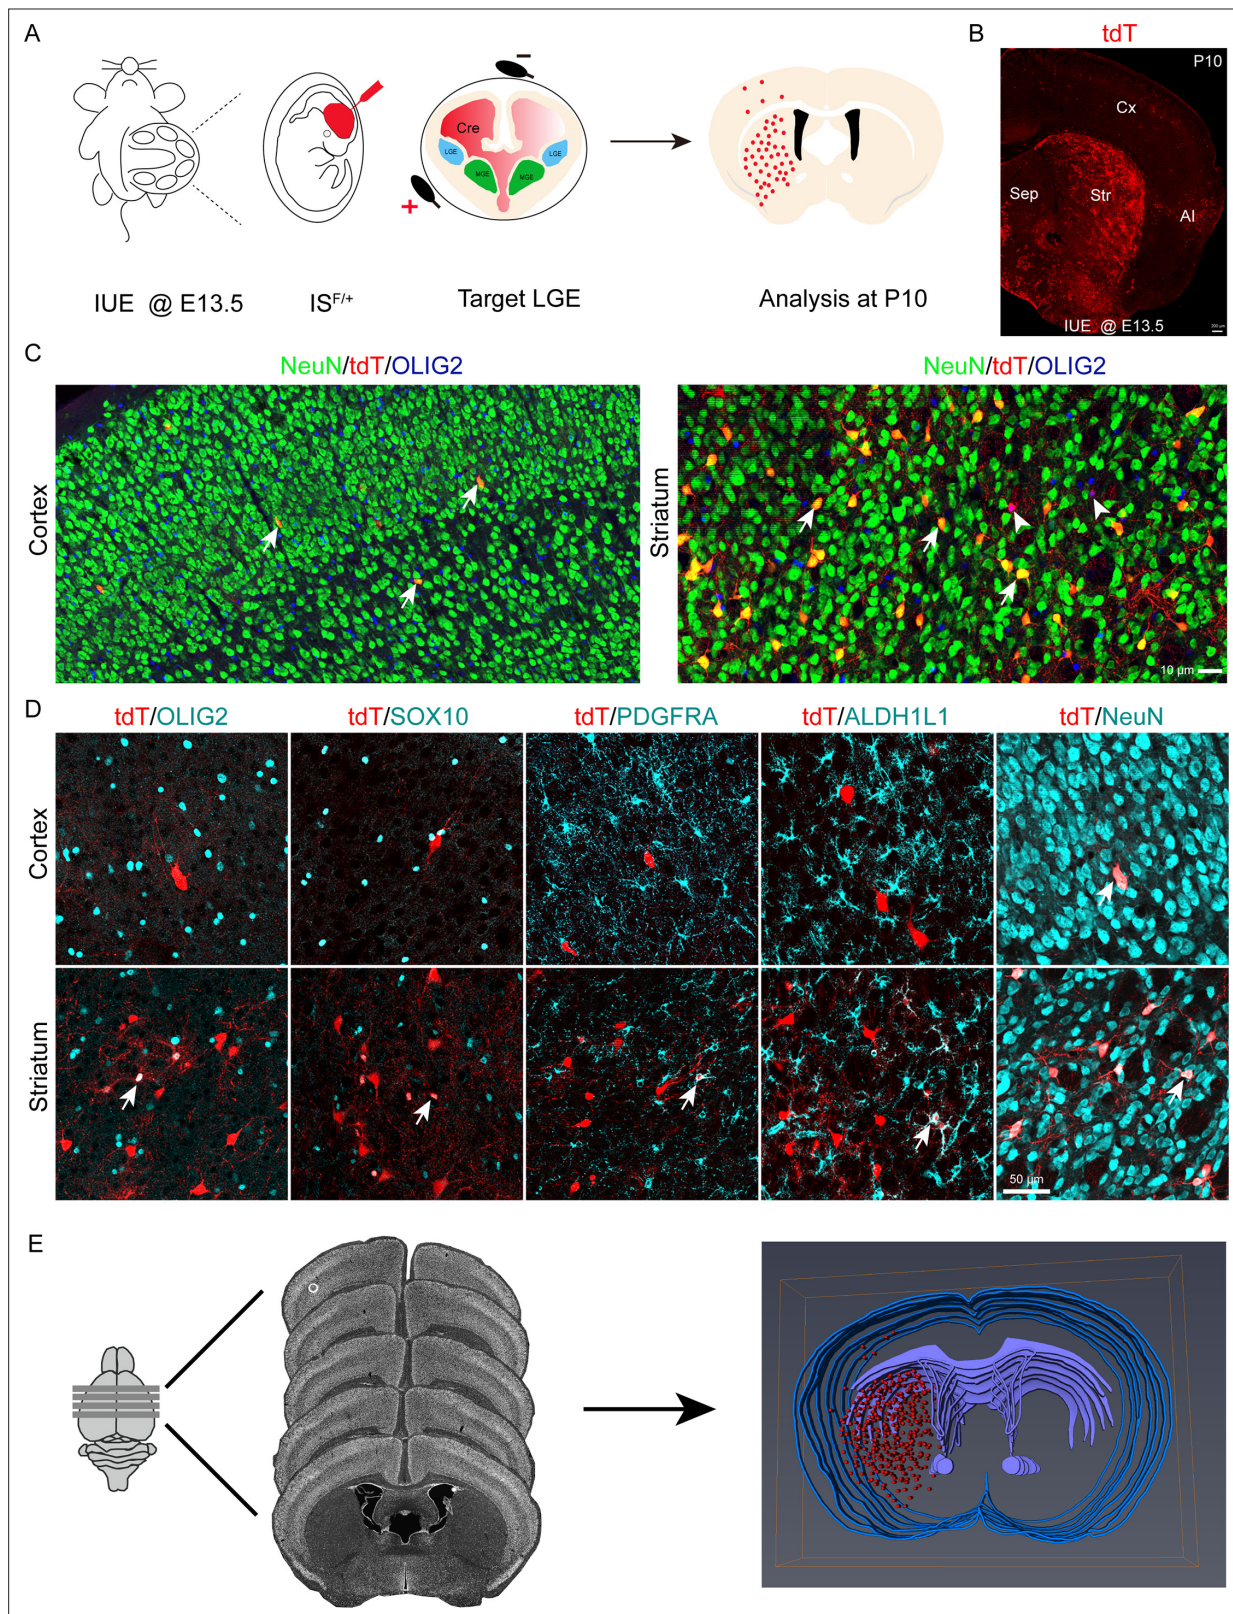 A
Cre
LGE
LGE
MGE
MGE
–
+
IUE @ E13.5
IS^F/+
Target LGE
Analysis at P10
B
tdT
P10
Cx
Sep
Str
AI
IUE @ E13.5
200 µm
C
NeuN/tdT/OLIG2
NeuN/tdT/OLIG2
Cortex
Striatum
10 µm
D
tdT/OLIG2
tdT/SOX10
tdT/PDGFRA
tdT/ALDH1L1
tdT/NeuN
Cortex
Striatum
50 µm
E